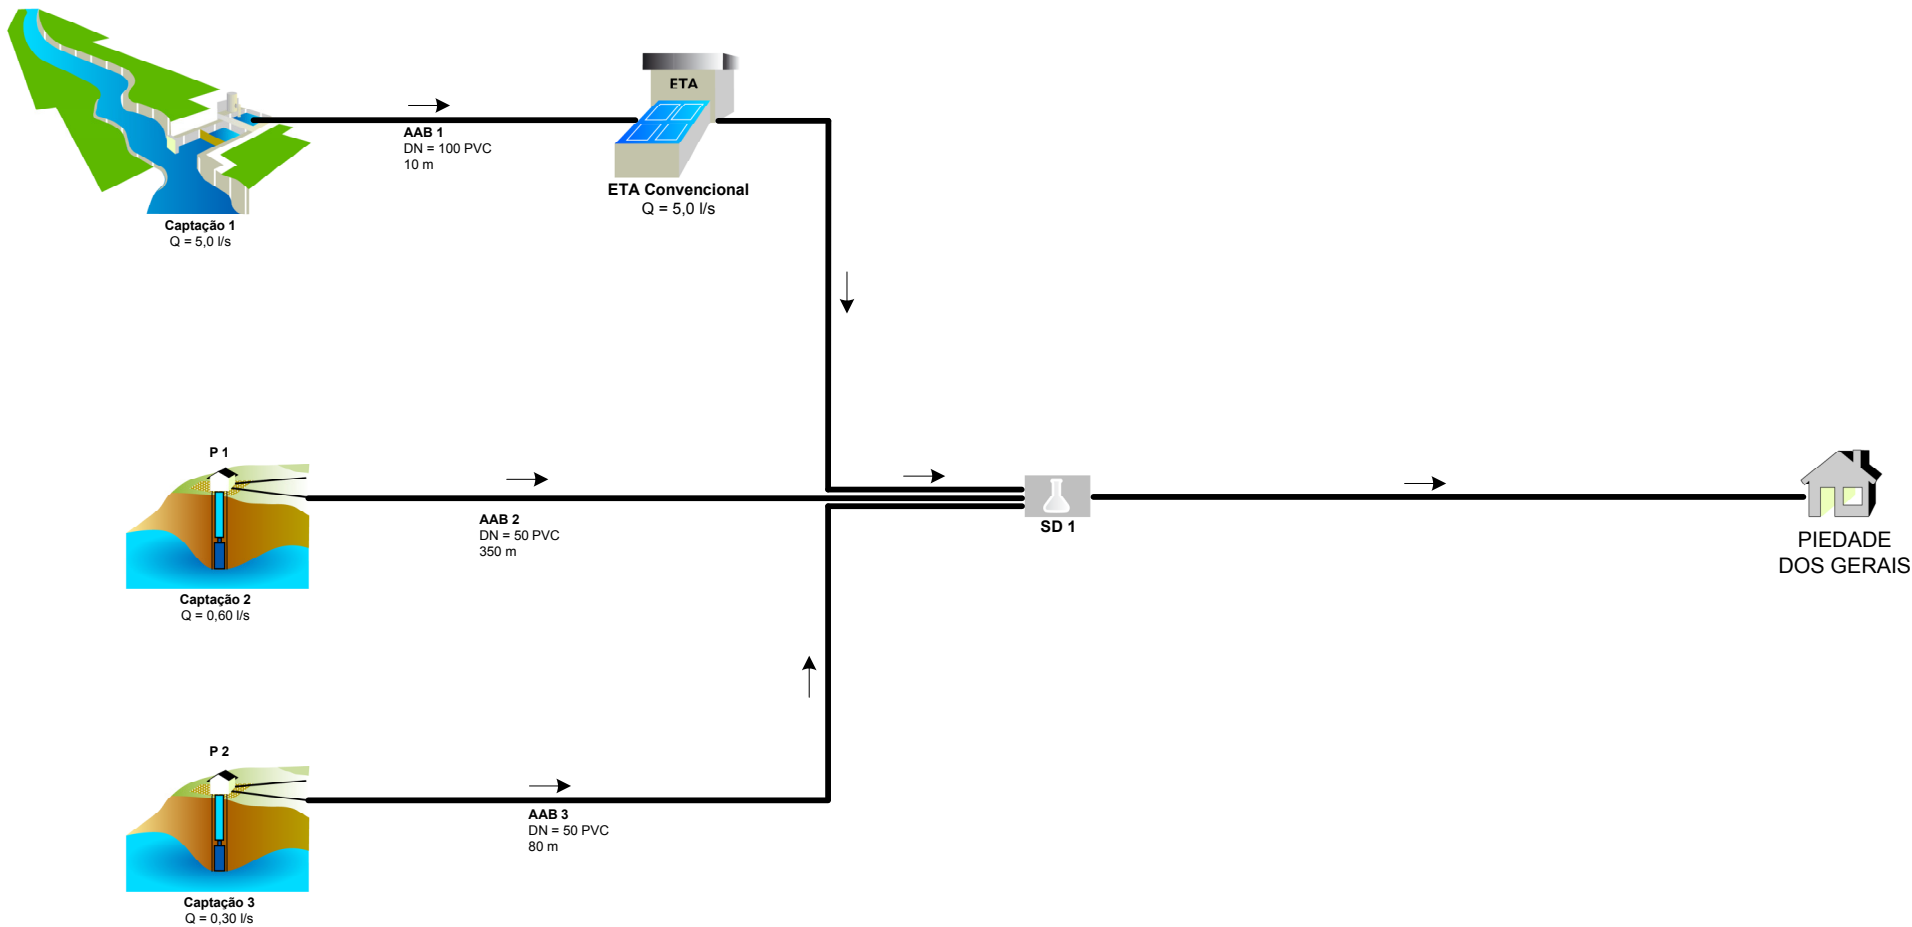 ETA
AAB 1
DN = 100 PVC
10 m
ETA Convencional
Q = 5,0 l/s
Captação 1
Q = 5,0 l/s
P 1
AAB 2
DN = 50 PVC
350 m
SD 1
PIEDADE
DOS GERAIS
Captação 2
Q = 0,60 l/s
P 2
AAB 3
DN = 50 PVC
80 m
Captação 3
Q = 0,30 l/s